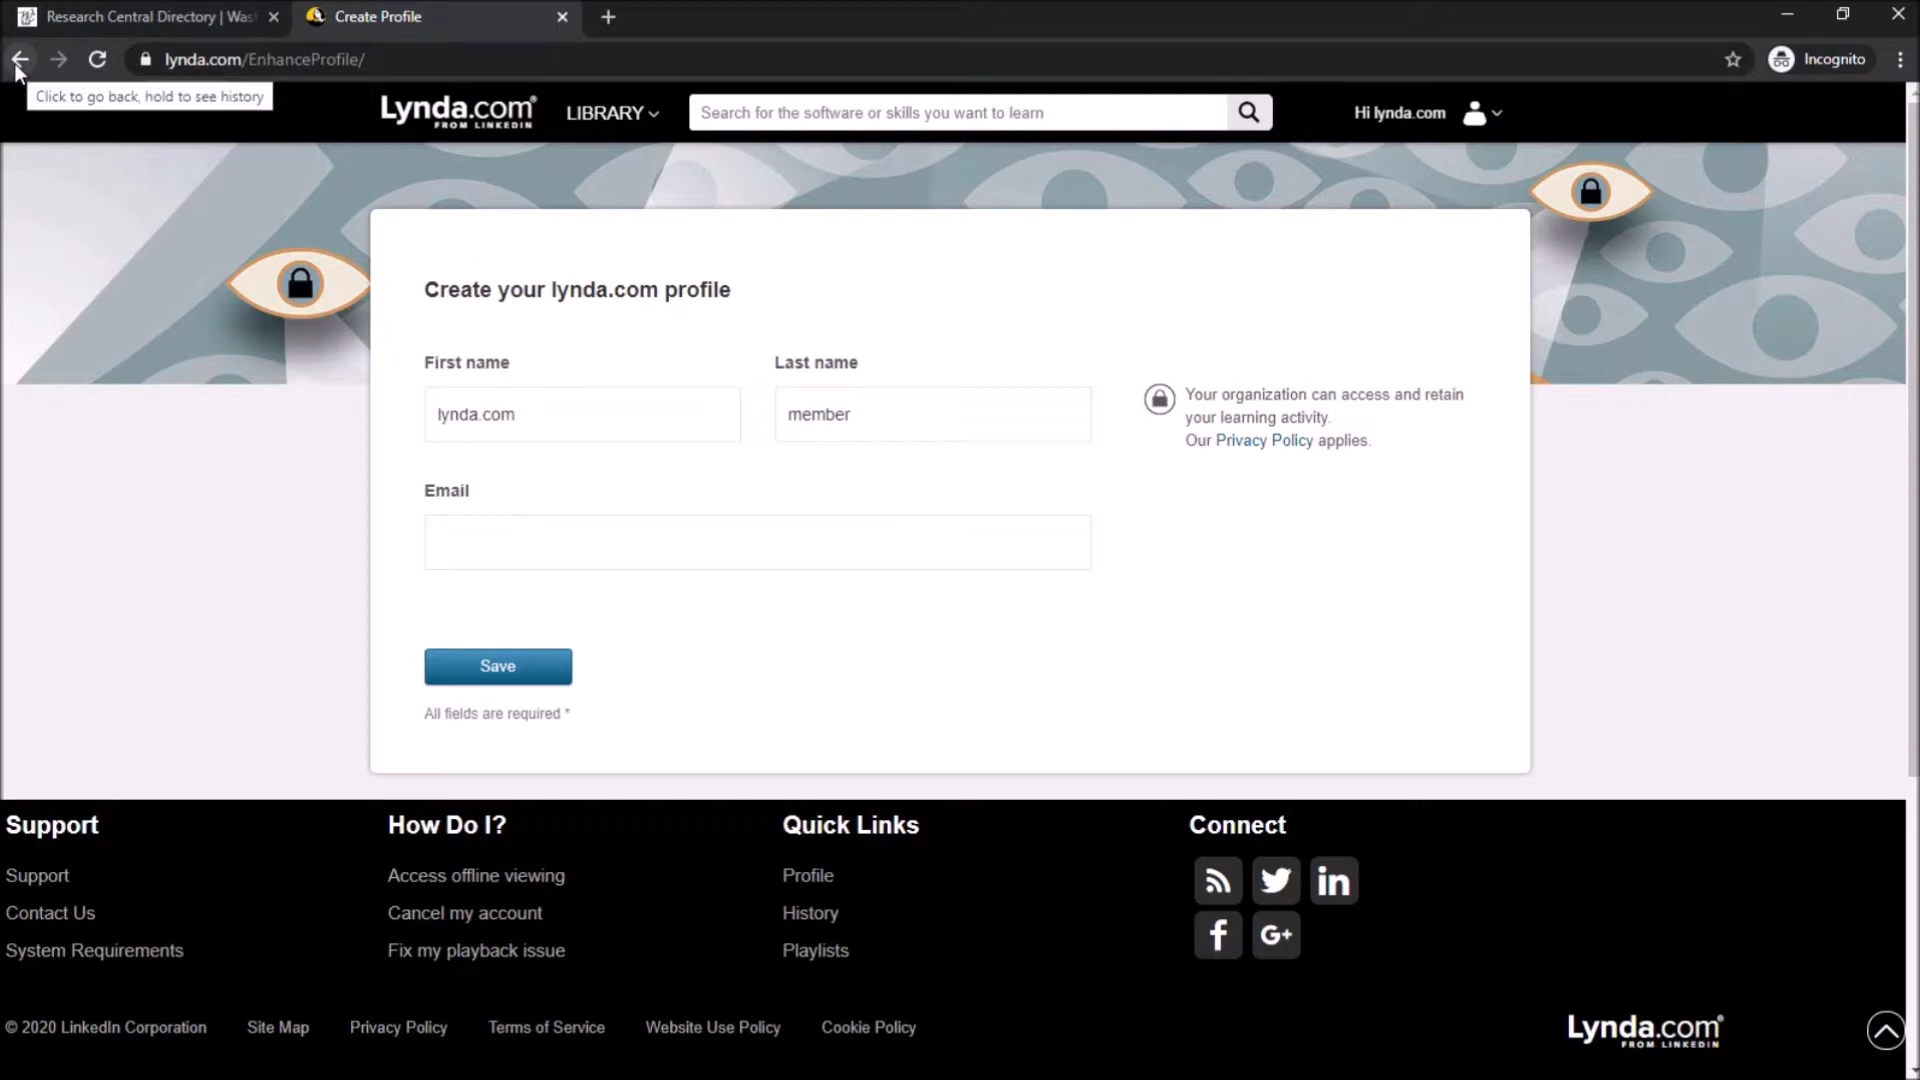 Research Central Directory | Was
Create Profile
lynda.com/EnhanceProfile/
Incognito
Click to go back, hold to see history
Lynda.com
FROM LINKEDIN
LIBRARY
Search for the software or skills you want to learn
Hi lynda.com
Create your lynda.com profile
First name
Last name
lynda.com
member
Your organization can access and retain
your learning activity.
Our Privacy Policy applies.
Email
Save
All fields are required *
Support
How Do I?
Quick Links
Connect
Support
Access offline viewing
Profile
Contact Us
Cancel my account
History
System Requirements
Fix my playback issue
Playlists
in
f
G+
© 2020 LinkedIn Corporation
Site Map
Privacy Policy
Terms of Service
Website Use Policy
Cookie Policy
Lynda.com
FROM LINKEDIN